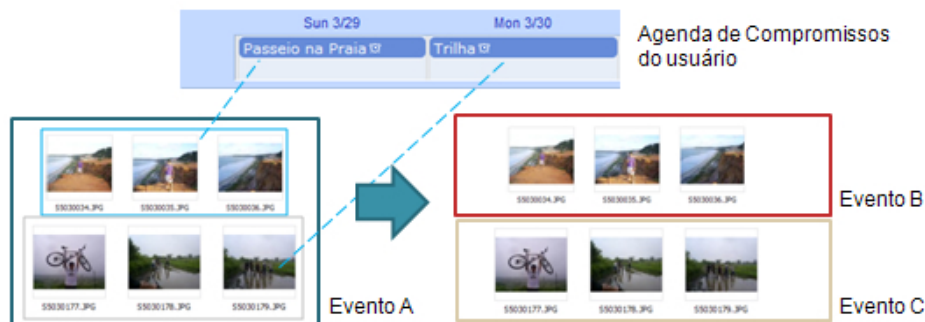 Sun 3/29
Mon 3/30
Passeio na Praia
Trilha
Agenda de Compromissos
do usuário
S5030034.JPG
S5030035.JPG
S5030036.JPG
S5030177.JPG
S5030178.JPG
S5030179.JPG
Evento A
S5030034.JPG
S5030035.JPG
S5030036.JPG
Evento B
S5030177.JPG
S5030178.JPG
S5030179.JPG
Evento C